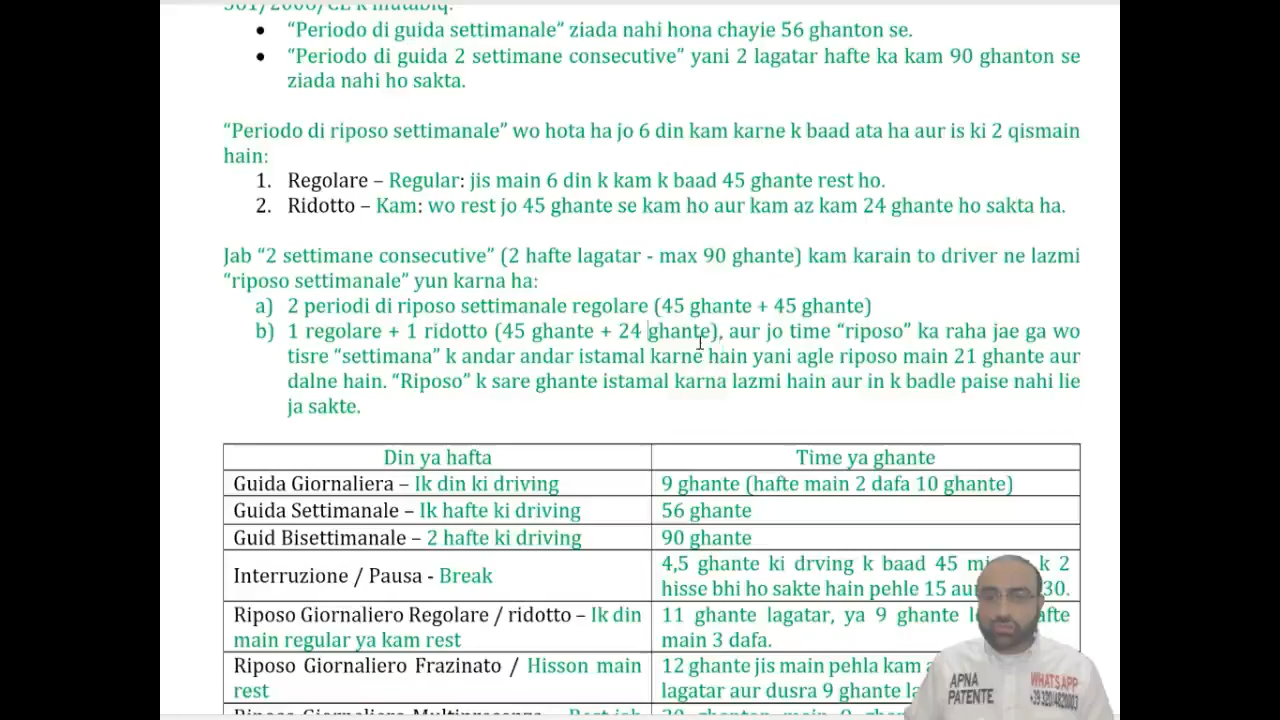 “Periodo di guida settimanale” ziada nahi hona chayie 56 ghanton se.
“Periodo di guida 2 settimane consecutive” yani 2 lagatar hafte ka kam 90 ghanton se
ziada nahi ho sakta.
“Periodo di riposo settimanale” wo hota ha jo 6 din kam karne k baad ata ha aur is ki 2 qismain
hain:
1. Regolare – Regular: jis main 6 din k kam k baad 45 ghante rest ho.
2. Ridotto – Kam: wo rest jo 45 ghante se kam ho aur kam az kam 24 ghante ho sakta ha.
Jab “2 settimane consecutive” (2 hafte lagatar - max 90 ghante) kam karain to driver ne lazmi
“riposo settimanale” yun karna ha:
a) 2 periodi di riposo settimanale regolare (45 ghante + 45 ghante)
b) 1 regolare + 1 ridotto (45 ghante + 24 ghante), aur jo time “riposo” ka raha jae ga wo
tisre “settimana” k andar andar istamal karne hain yani agle riposo main 21 ghante aur
dalne hain. “Riposo” k sare ghante istamal karna lazmi hain aur in k badle paise nahi lie
ja sakte.
Din ya hafta
Time ya ghante
Guida Giornaliera – Ik din ki driving
9 ghante (hafte main 2 dafa 10 ghante)
Guida Settimanale – Ik hafte ki driving
56 ghante
Guid Bisettimanale – 2 hafte ki driving
90 ghante
Interruzione / Pausa - Break
4,5 ghante ki drving k baad 45 k 2
hisse bhi ho sakte hain pehle 15 30.
Riposo Giornaliero Regolare / ridotto – Ik din
main regular ya kam rest
11 ghante lagatar, ya 9 ghante
main 3 dafa.
Riposo Giornaliero Frazinato / Hisson main
rest
12 ghante jis main pehla kam
lagatar aur dusra 9 ghante
APNA
PATENTE
WHATSAPP